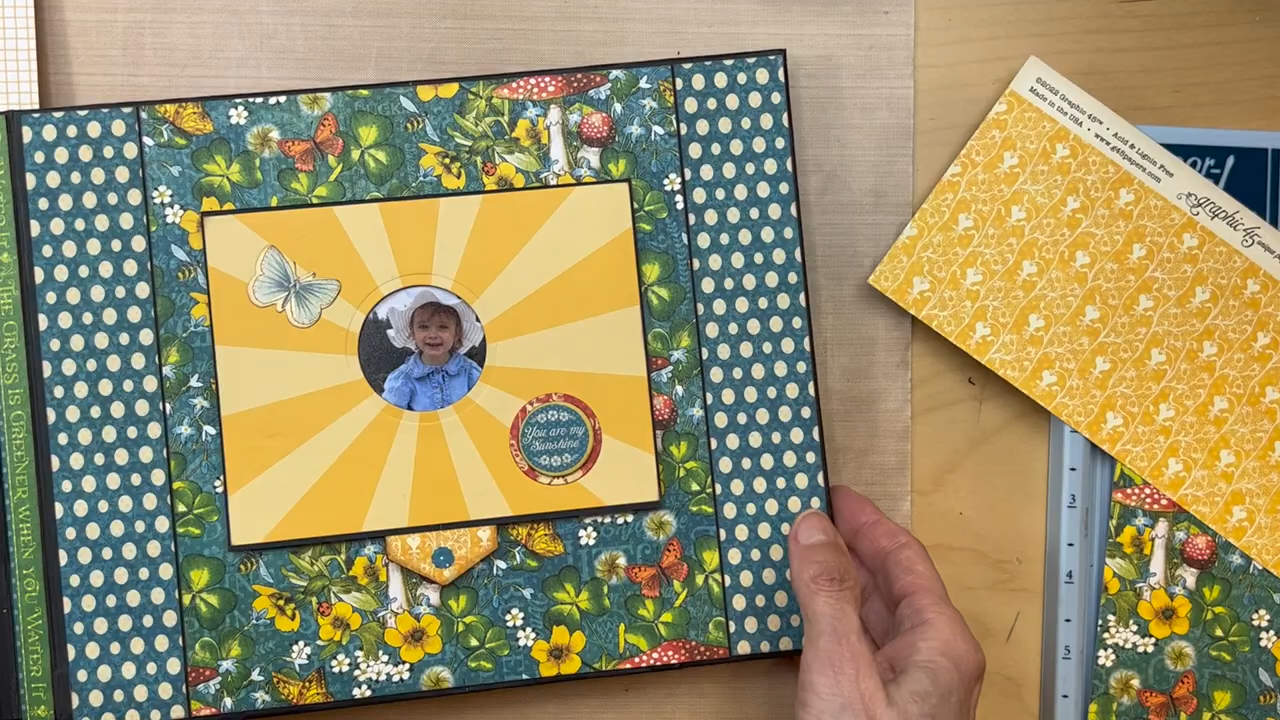 THE GRASS IS GREENER WHEN YOU WATER IT
You are my
Sunshine
©2022 Graphic 45™ • Acid & Lignin Free
Made in the USA • www.g45papers.com
graphic 45
3
4
5